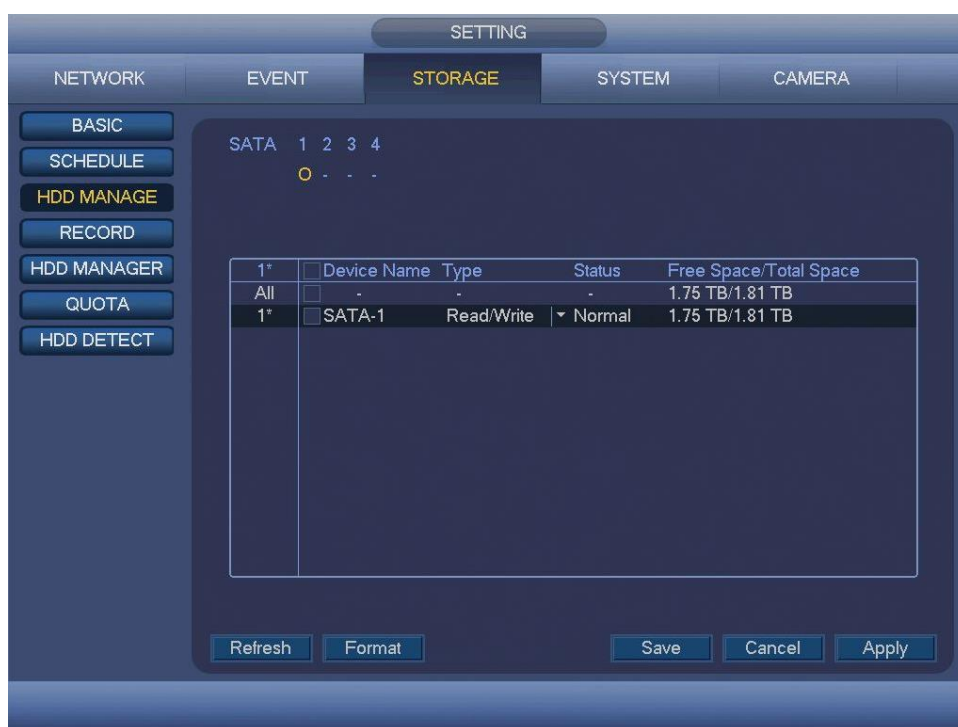 SETTING
NETWORK EVENT STORAGE SYSTEM CAMERA
BASIC
SCHEDULE
HDD MANAGE
RECORD
HDD MANAGER
QUOTA
HDD DETECT
SATA 1 2 3 4
O - - -
1* Device Name Type Status Free Space/Total Space
All - - - 1.75 TB/1.81 TB
1* SATA-1 Read/Write Normal 1.75 TB/1.81 TB
Refresh Format Save Cancel Apply